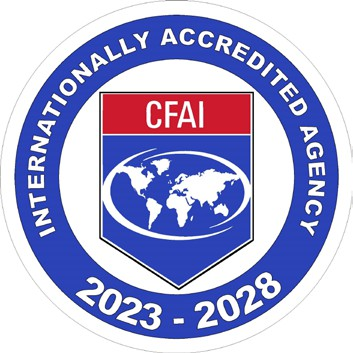 INTERNATIONALLY ACCREDITED AGENCY
CFAI
2023 - 2028